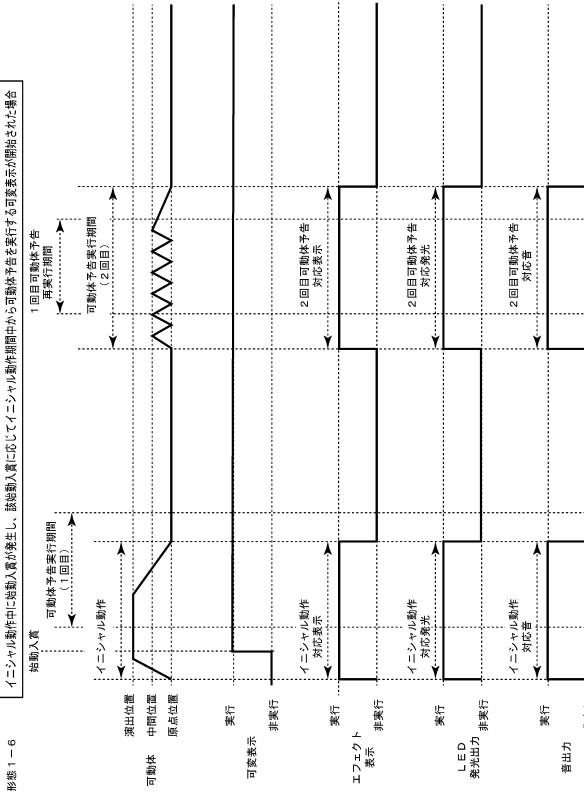 形態1-6
イニシャル動作中に始動入賞が発生し、該始動入賞に応じてイニシャル動作期間中から可動体予告を実行する可変表示が開始された場合
始動入賞
可動体予告実行期間
(1回目)
1回目可動体予告
再実行期間
イニシャル動作
可動体予告実行期間
(2回目)
可動体
演出位置
中間位置
原点位置
可変表示
実行
非実行
エフェクト
表示
実行
非実行
イニシャル動作
対応表示
2回目可動体予告
対応表示
LED
発光出力
実行
非実行
イニシャル動作
対応発光
2回目可動体予告
対応発光
音出力
実行
イニシャル動作
対応音
2回目可動体予告
対応音